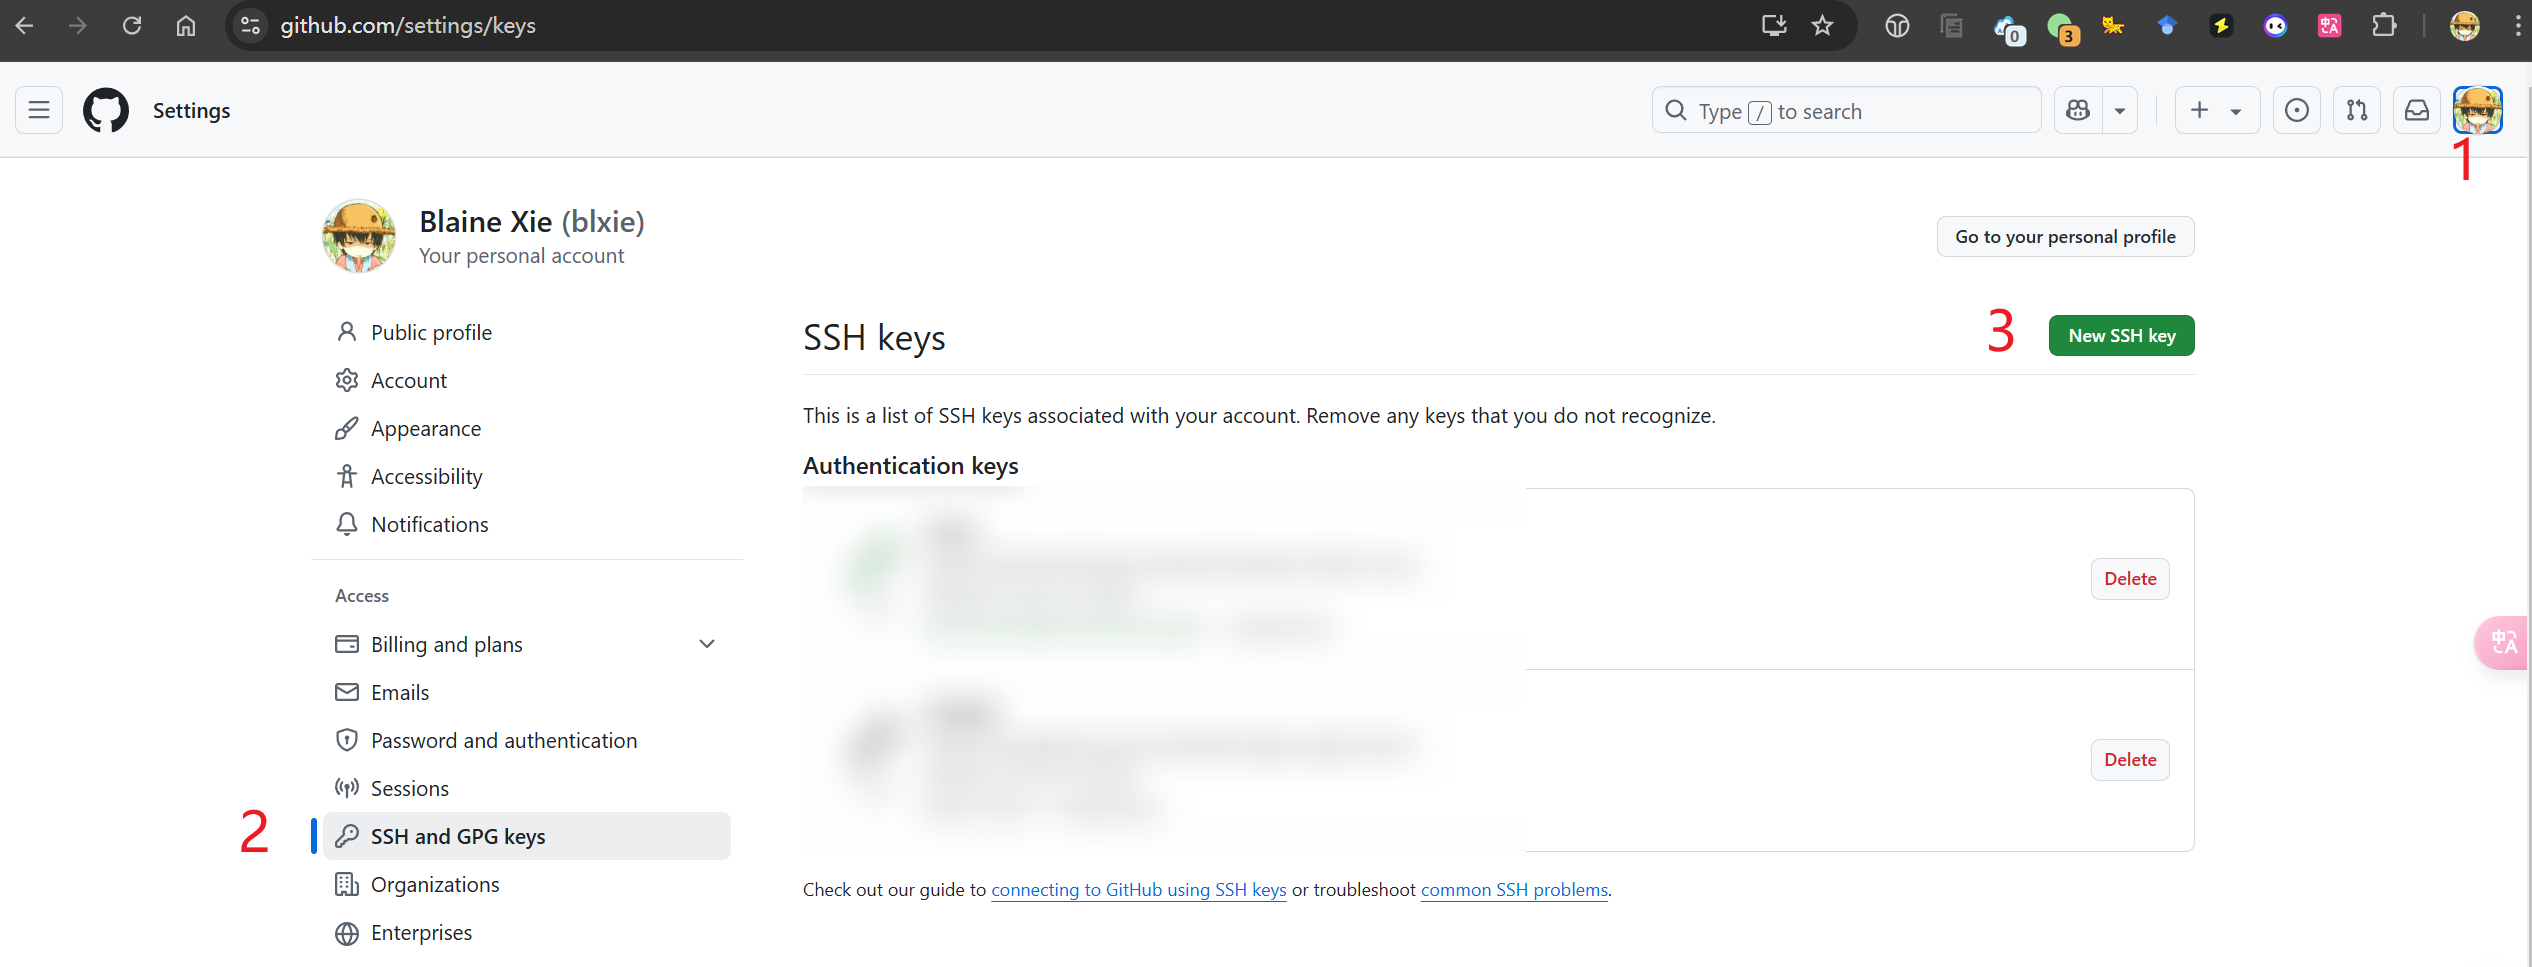 github.com/settings/keys
0
3
中A
Settings
Type / to search
1
Blaine Xie (blxie)
Your personal account
Go to your personal profile
Public profile
Account
Appearance
Accessibility
Notifications
Access
Billing and plans
Emails
Password and authentication
Sessions
2
SSH and GPG keys
Organizations
Enterprises
SSH keys
3
New SSH key
This is a list of SSH keys associated with your account. Remove any keys that you do not recognize.
Authentication keys
Delete
Delete
中A
Check out our guide to connecting to GitHub using SSH keys or troubleshoot common SSH problems.